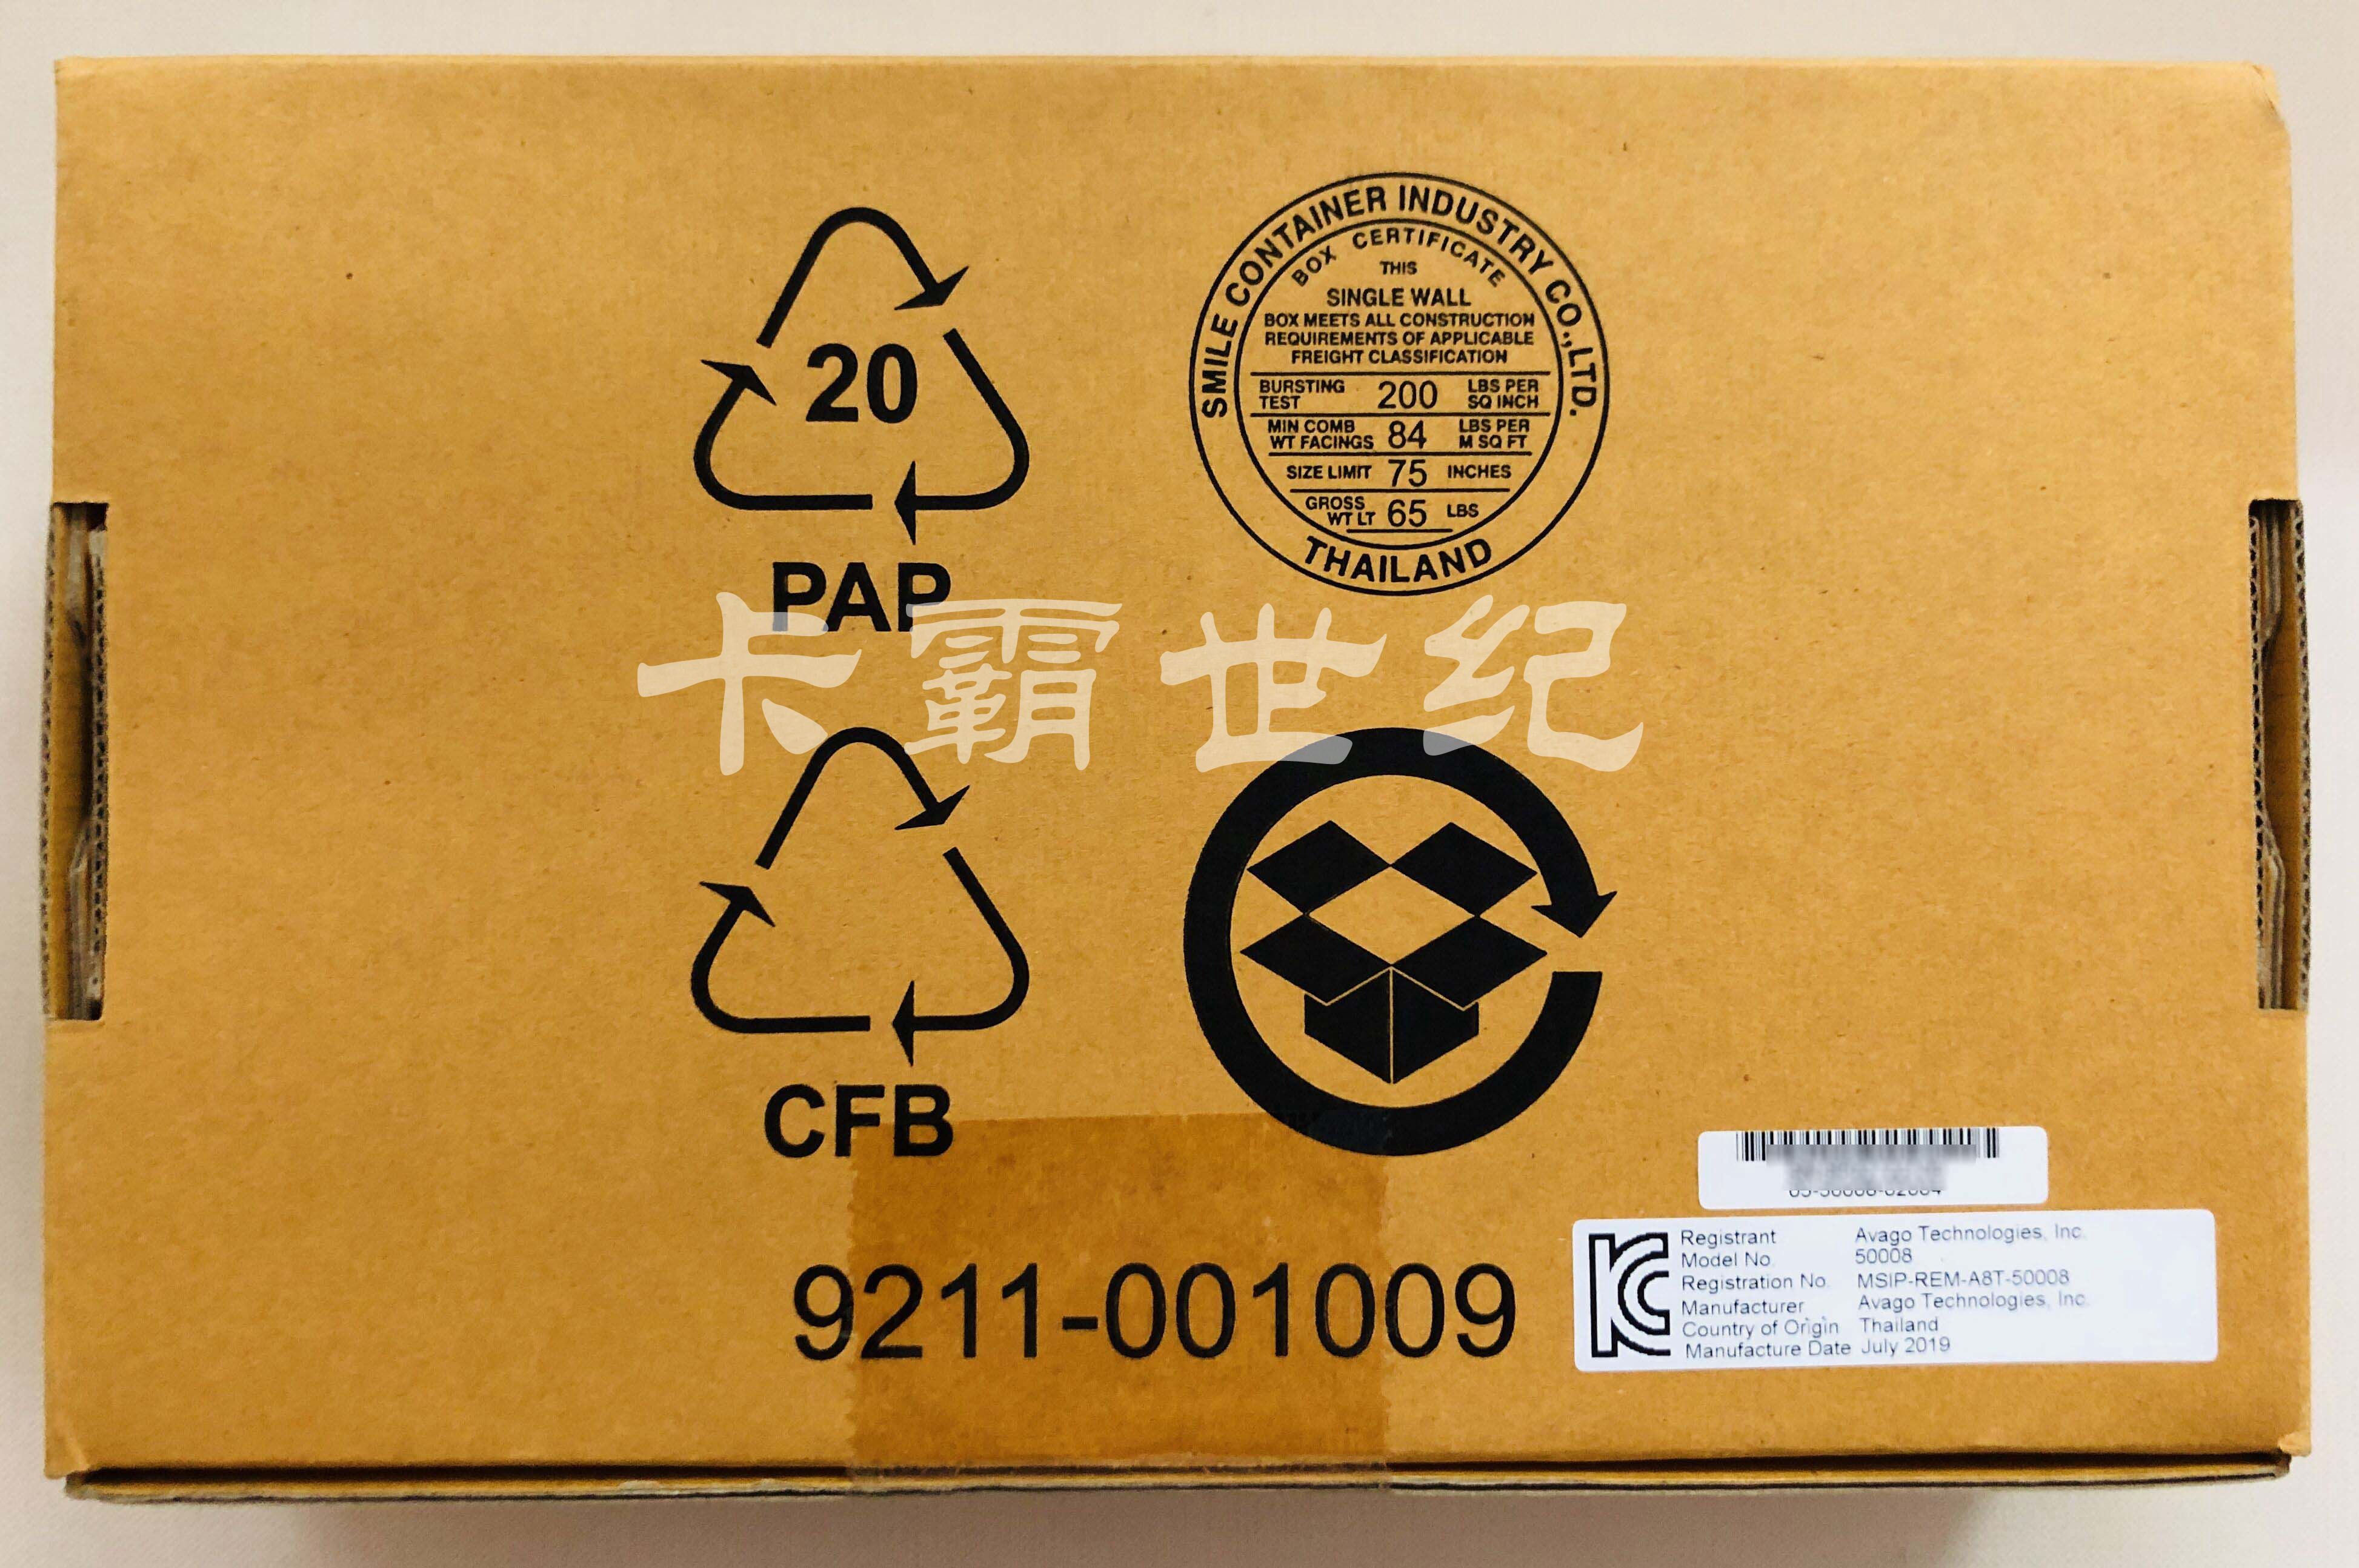 20
PAP
SMILE CONTAINER INDUSTRY CO.,LTD.
BOX CERTIFICATE
THIS
SINGLE WALL
BOX MEETS ALL CONSTRUCTION
REQUIREMENTS OF APPLICABLE
FREIGHT CLASSIFICATION
BURSTING TEST 200 LBS PER SQ INCH
MIN COMB WT FACINGS 84 LBS PER M SQ FT
SIZE LIMIT 75 INCHES
GROSS WT LT 65 LBS
THAILAND
卡霸世纪
CFB
9211-001009
Registrant Avago Technologies, Inc.
Model No. 50008
Registration No. MSIP-REM-A8T-50008
Manufacturer Avago Technologies, Inc.
Country of Origin Thailand
Manufacture Date July 2019